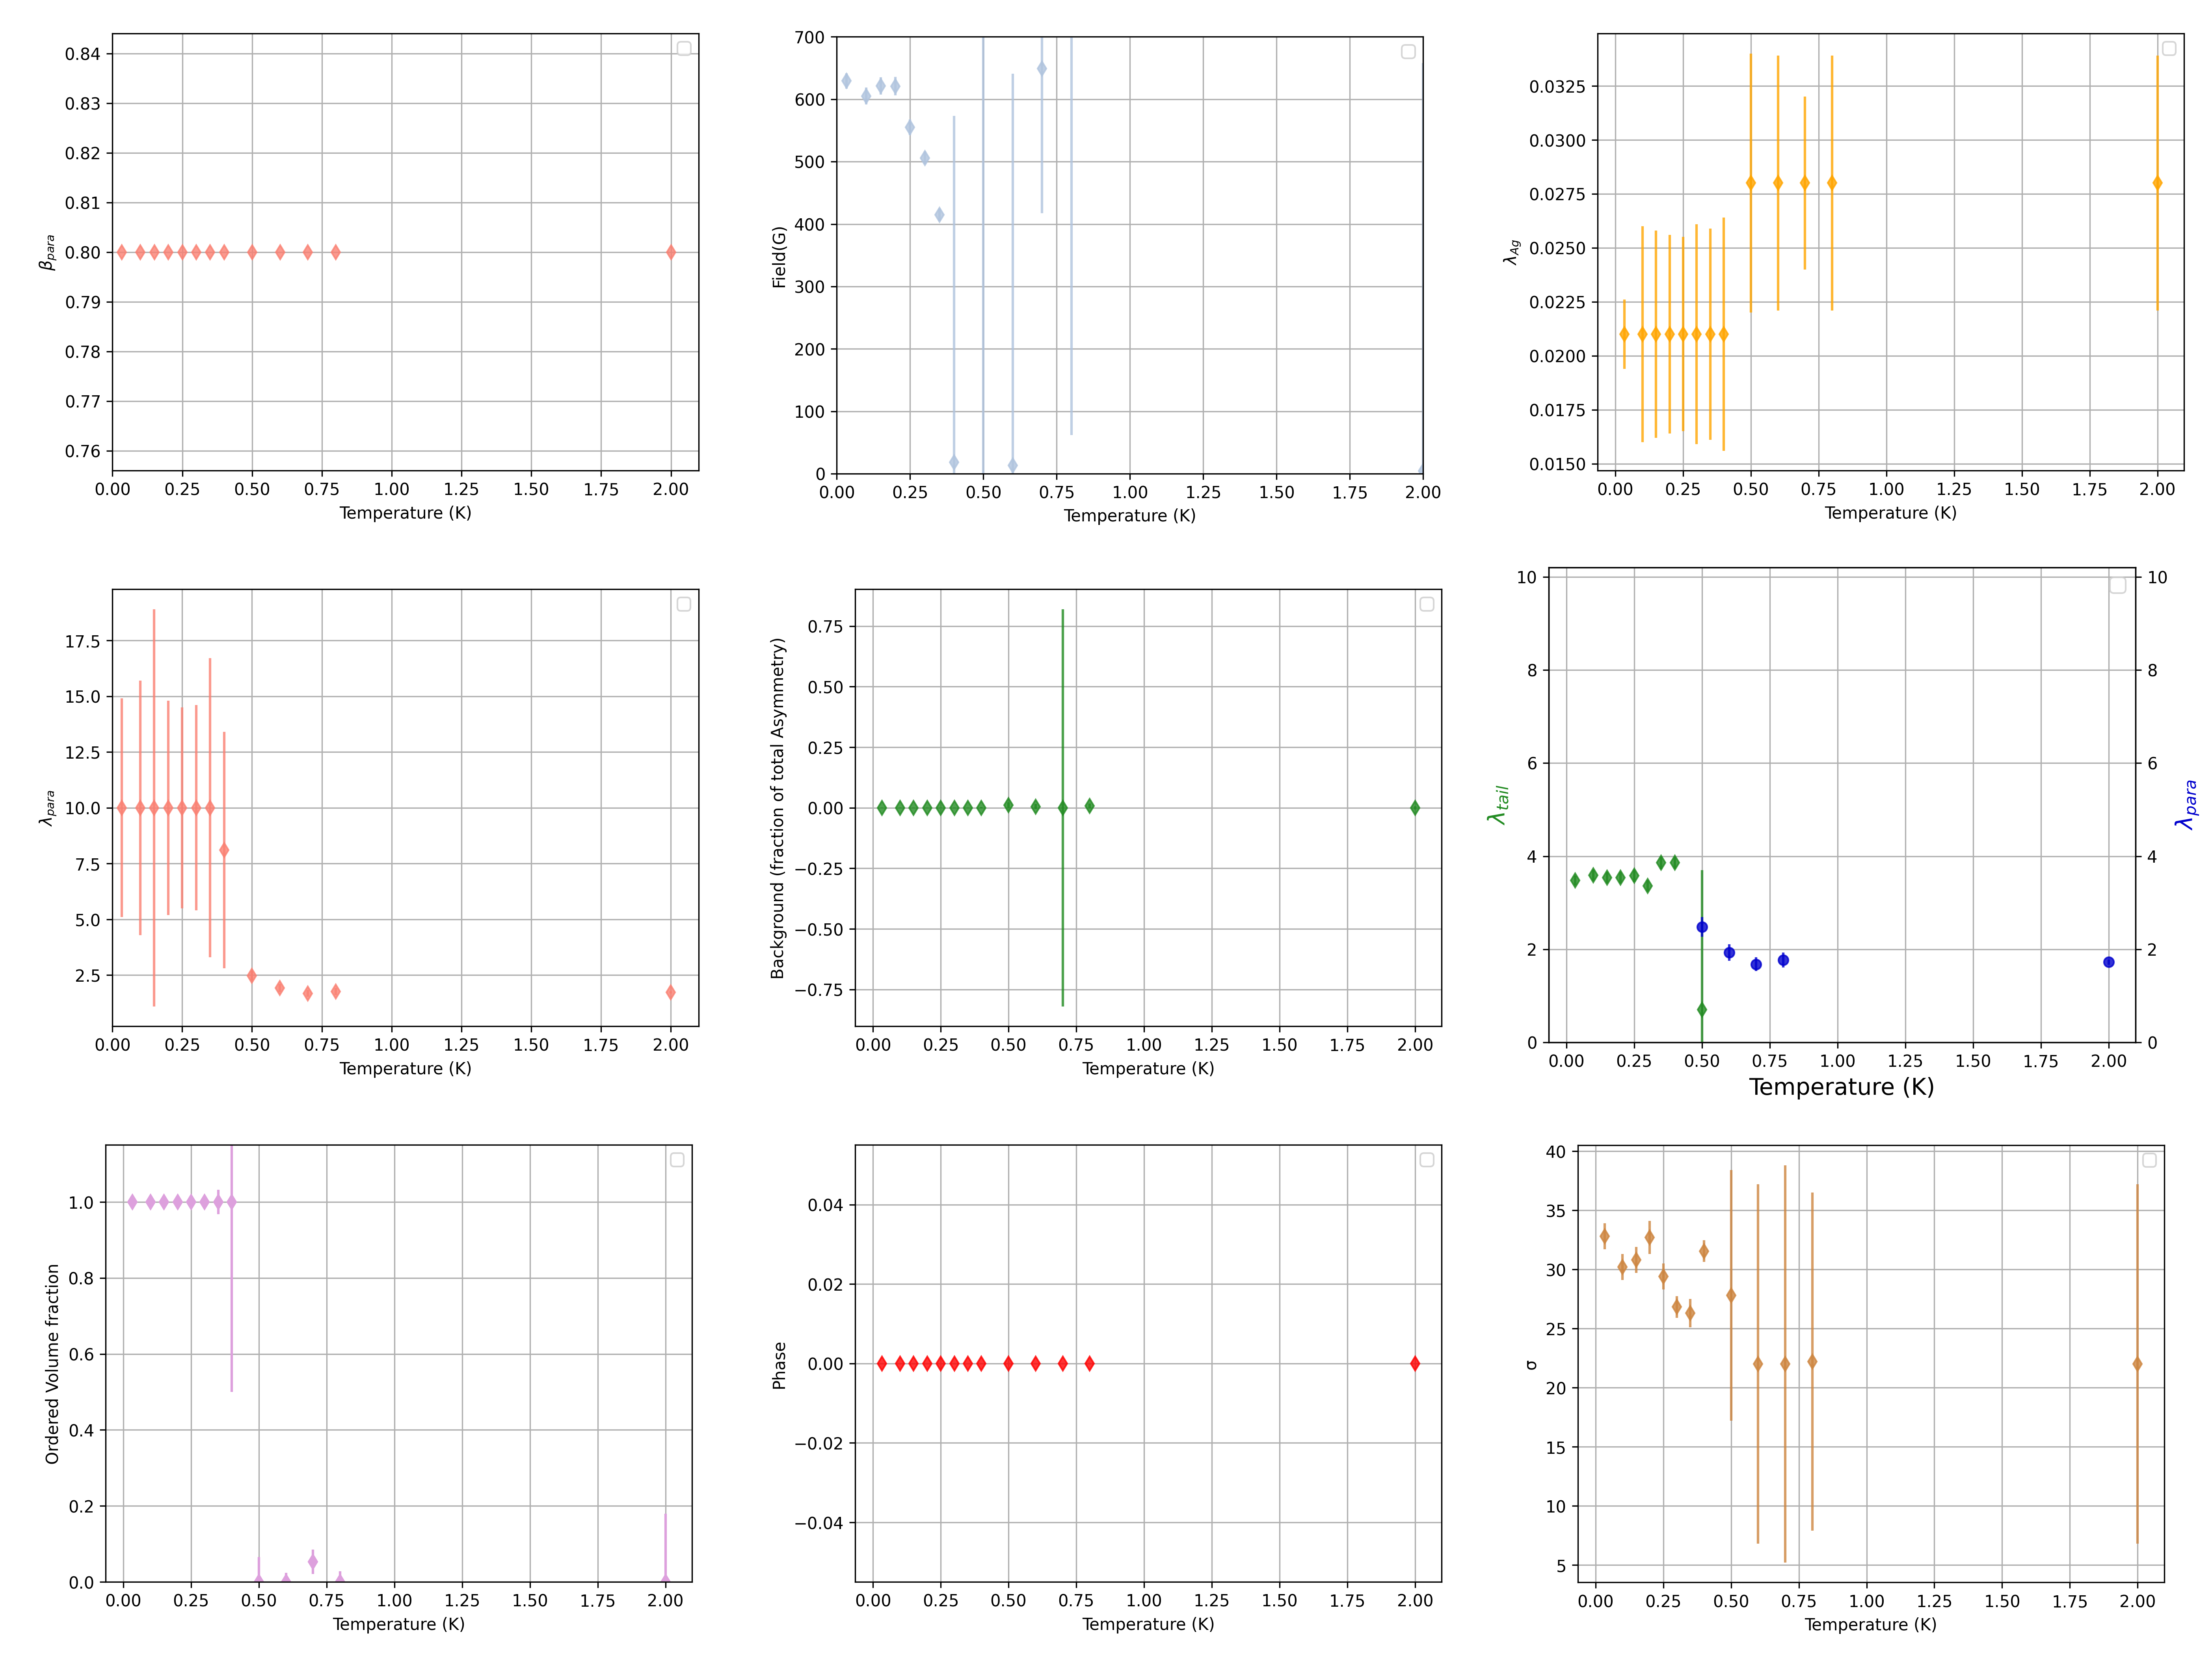 0.84
0.83
0.82
0.81
0.80
0.79
0.78
0.77
0.76
β_para
0.00 0.25 0.50 0.75 1.00 1.25 1.50 1.75 2.00
Temperature (K)
700
600
500
400
300
200
100
0
Field(G)
0.00 0.25 0.50 0.75 1.00 1.25 1.50 1.75 2.00
Temperature (K)
0.0325
0.0300
0.0275
0.0250
0.0225
0.0200
0.0175
0.0150
λ_Ag
0.00 0.25 0.50 0.75 1.00 1.25 1.50 1.75 2.00
Temperature (K)
17.5
15.0
12.5
10.0
7.5
5.0
2.5
λ_para
0.00 0.25 0.50 0.75 1.00 1.25 1.50 1.75 2.00
Temperature (K)
0.75
0.50
0.25
0.00
−0.25
−0.50
−0.75
Background (fraction of total Asymmetry)
0.00 0.25 0.50 0.75 1.00 1.25 1.50 1.75 2.00
Temperature (K)
10
8
6
4
2
0
λ_tail
10
8
6
4
2
0
λ_para
0.00 0.25 0.50 0.75 1.00 1.25 1.50 1.75 2.00
Temperature (K)
1.0
0.8
0.6
0.4
0.2
0.0
Ordered Volume fraction
0.00 0.25 0.50 0.75 1.00 1.25 1.50 1.75 2.00
Temperature (K)
0.04
0.02
0.00
−0.02
−0.04
Phase
0.00 0.25 0.50 0.75 1.00 1.25 1.50 1.75 2.00
Temperature (K)
40
35
30
25
20
15
10
5
σ
0.00 0.25 0.50 0.75 1.00 1.25 1.50 1.75 2.00
Temperature (K)